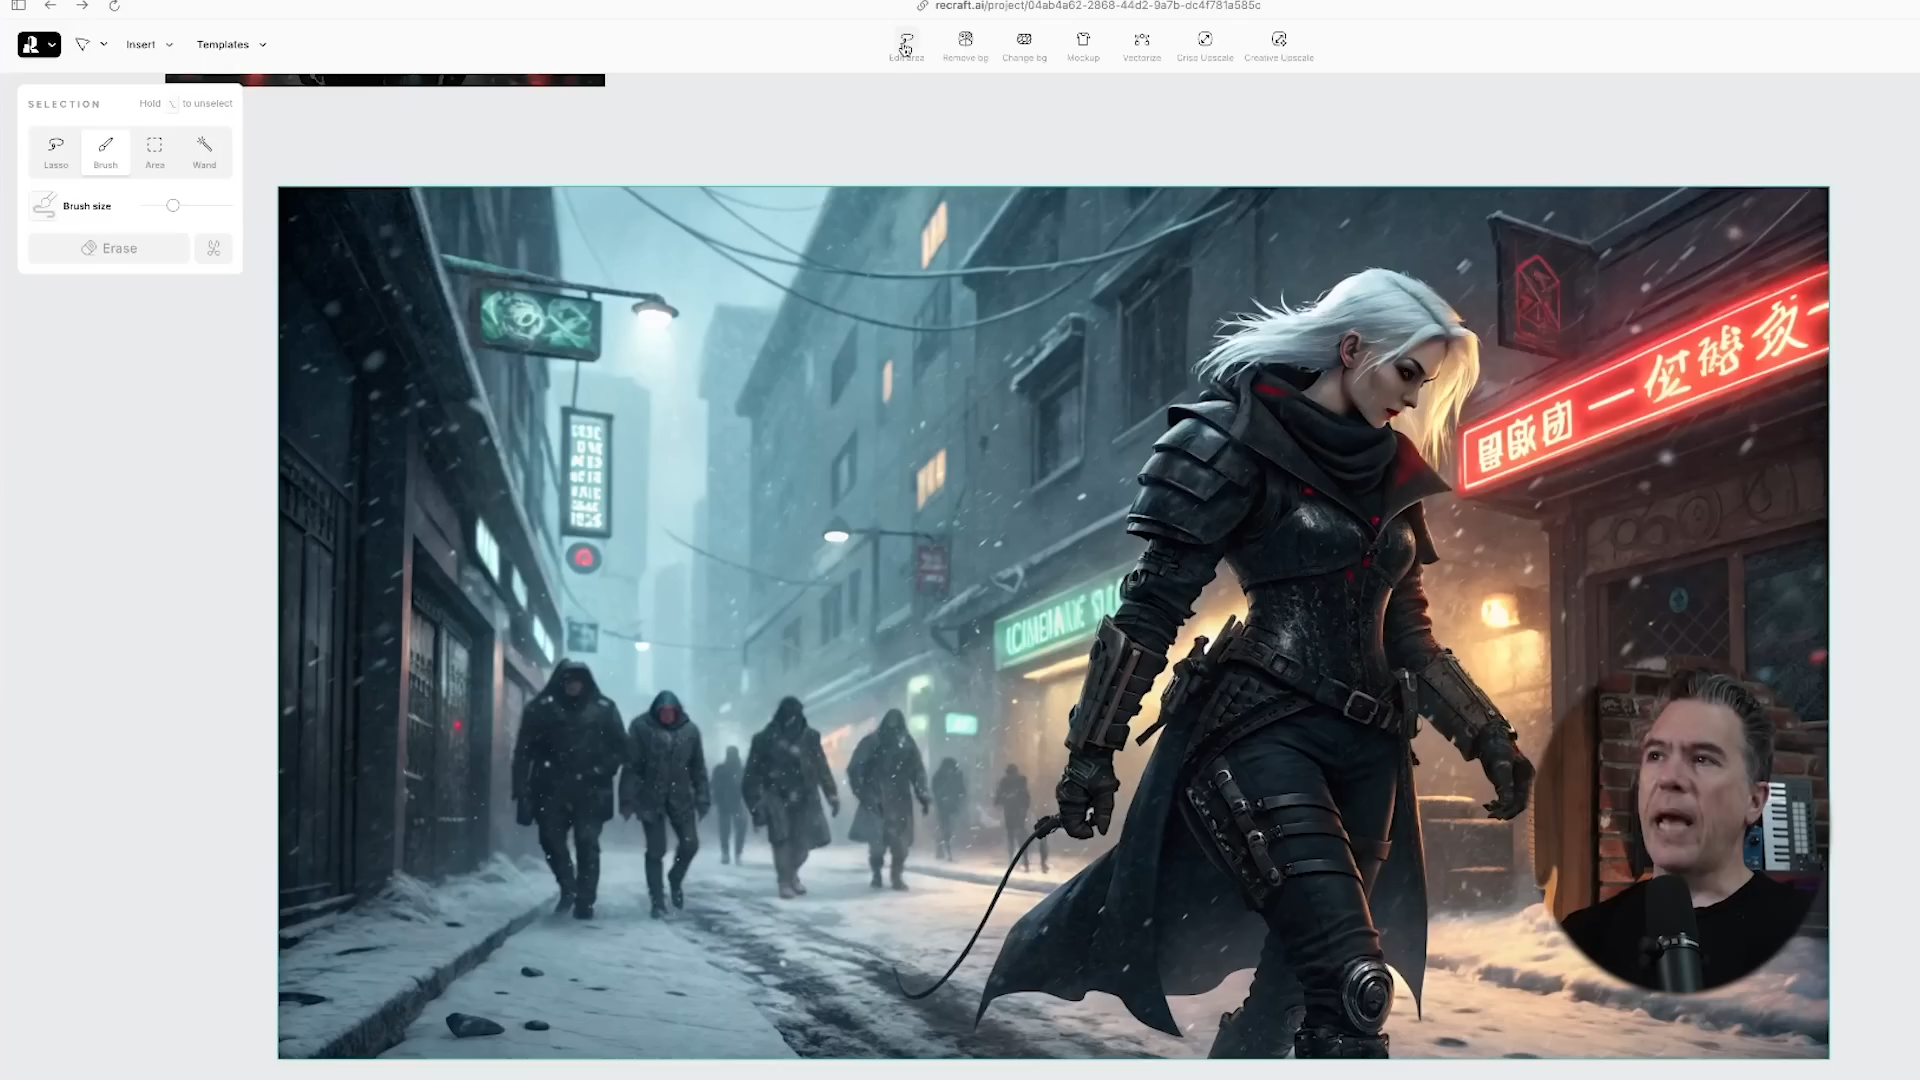 recraft.ai/project/04ab4a62-2868-44d2-9a7b-dc4f781a585c
Insert
Templates
Edit area
Remove bg
Change bg
Mockup
Vectorize
Crisp Upscale
Creative Upscale
SELECTION
Hold ⌥ to unselect
Lasso
Brush
Area
Wand
Brush size
Erase